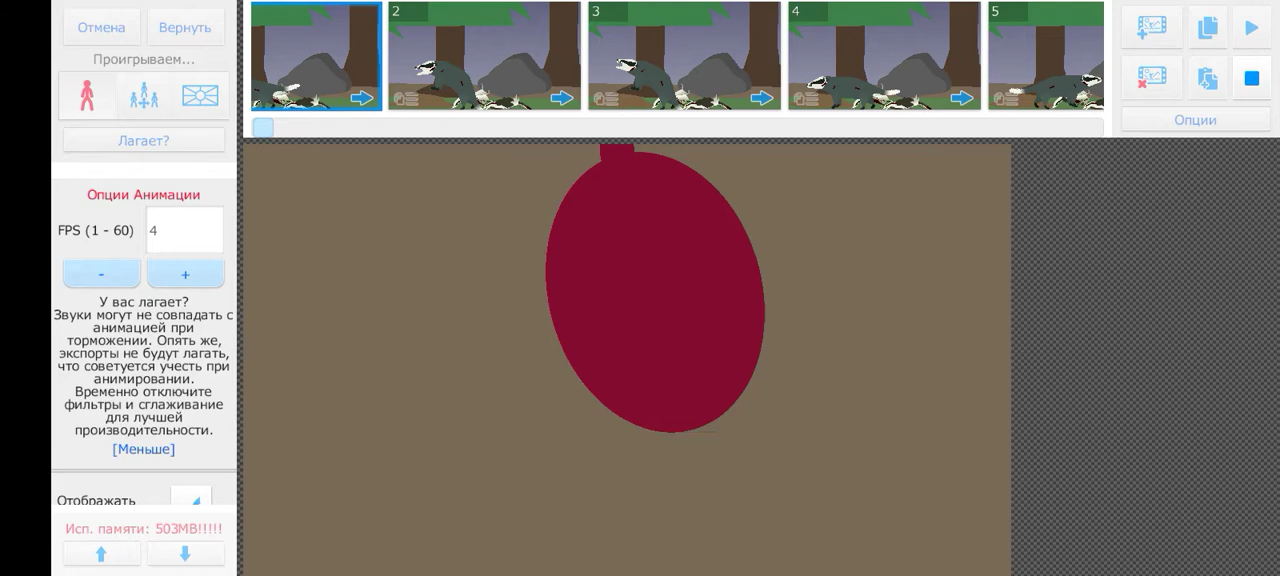 Отмена
Вернуть
Проигрываем...
Лагает?
Опции Анимации
FPS (1 - 60)
4
-
+
У вас лагает?
Звуки могут не совпадать с
анимацией при
торможении. Опять же,
экспорты не будут лагать,
что советуется учесть при
анимировании.
Временно отключите
фильтры и сглаживание
для лучшей
производительности.
[Меньше]
Отображать
Исп. памяти: 503MB!!!!!
2
3
4
5
Опции